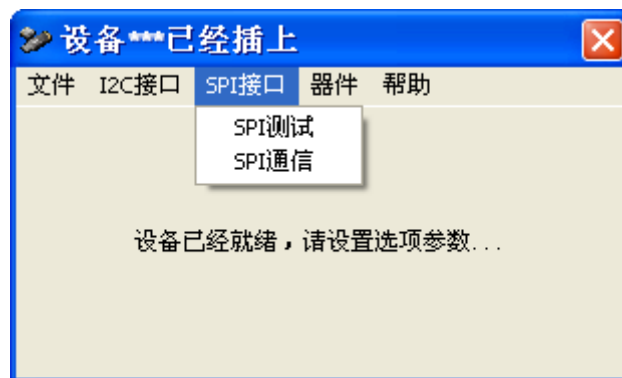 设备***已经插上
文件 I2C接口 SPI接口 器件 帮助
SPI测试
SPI通信
设备已经就绪，请设置选项参数...